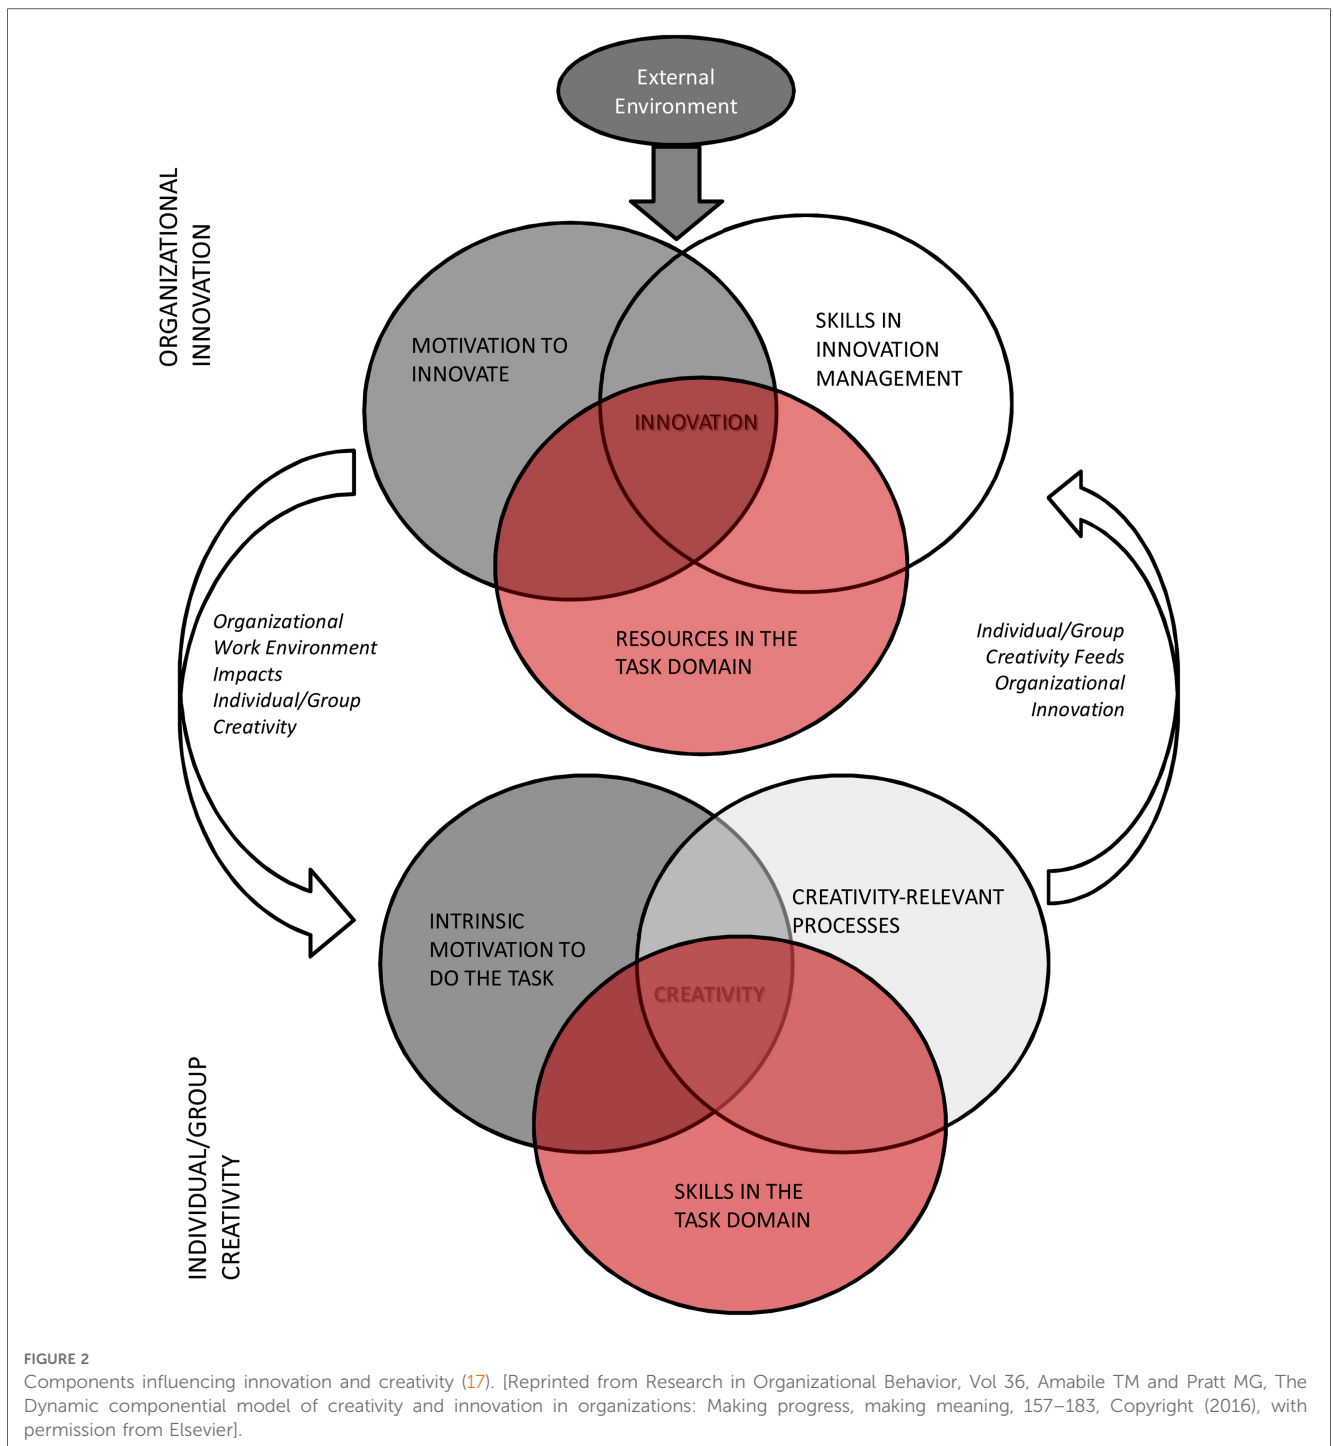 External
Environment
ORGANIZATIONAL
INNOVATION
MOTIVATION TO
INNOVATE
SKILLS IN
INNOVATION
MANAGEMENT
INNOVATION
RESOURCES IN THE
TASK DOMAIN
Organizational
Work Environment
Impacts
Individual/Group
Creativity
Individual/Group
Creativity Feeds
Organizational
Innovation
INTRINSIC
MOTIVATION TO
DO THE TASK
CREATIVITY-RELEVANT
PROCESSES
CREATIVITY
SKILLS IN THE
TASK DOMAIN
INDIVIDUAL/GROUP
CREATIVITY
FIGURE 2
Components influencing innovation and creativity (17). [Reprinted from Research in Organizational Behavior, Vol 36, Amabile TM and Pratt MG, The
Dynamic componential model of creativity and innovation in organizations: Making progress, making meaning, 157–183, Copyright (2016), with
permission from Elsevier].